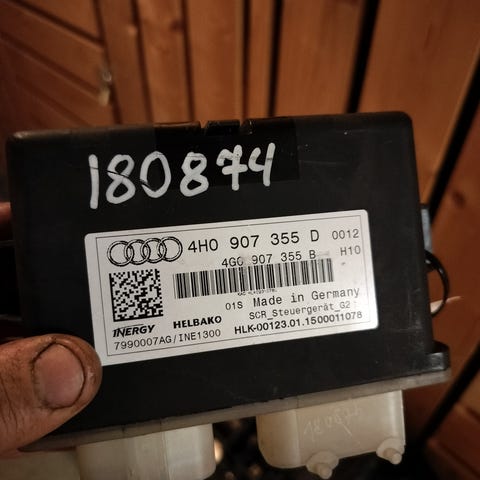 180874
4H0 907 355 D 0012
4G0 907 355 B H10
01S Made in Germany
SCR_Steuergerät_G2
INERGY HELBAKO HLK-00123.01.1500011078
7990007AG/INE1300